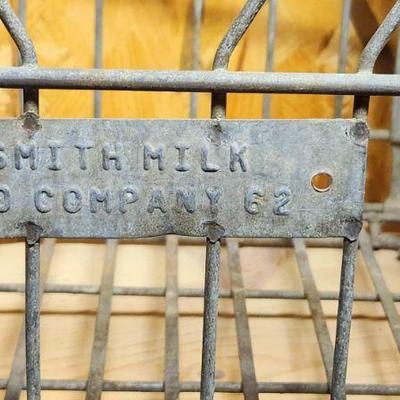 SMITH MILK
D COMPANY 62